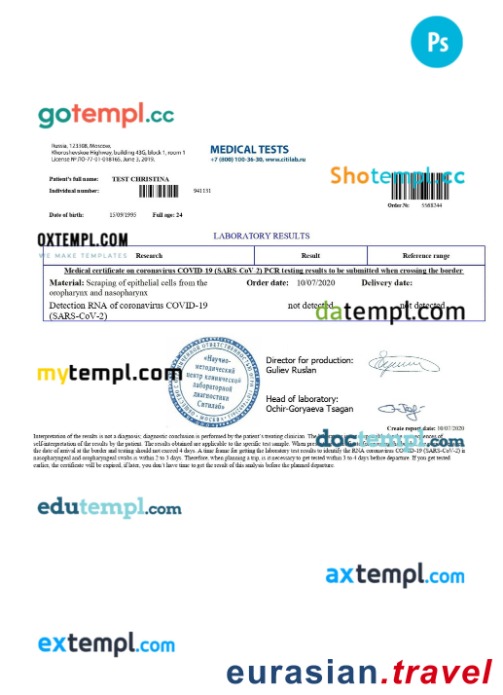 Ps
gotempl.cc
Russia, 123308, Moscow,
Khoroshevskoe Highway, building 43G, block 1, room 1
License № ЛО-77-01-018165, June 3, 2019.
MEDICAL TESTS
+7 (800) 100-36-30, www.citilab.ru
Shotempl.cc
Patient's full name: TEST CHRISTINA
Individual number: 941131
Order №
Date of birth: 15/09/1995 Full age: 24
OXTEMPL.COM
WE MAKE TEMPLATES
LABORATORY RESULTS
Research Result Reference range
Medical certificate on coronavirus COVID-19 (SARS-CoV-2) PCR testing results to be submitted when crossing the border
Material: Scraping of epithelial cells from the oropharynx and nasopharynx Order date: 10/07/2020 Delivery date:
Detection RNA of coronavirus COVID-19 (SARS-CoV-2) not detected not detected
datempl.com
mytempl.com
«Научно-
методический
центр клинической
лабораторной
диагностики
Ситилаб»
Director for production:
Guliev Ruslan
Head of laboratory:
Ochir-Goryaeva Tsagan
Create report date: 10/07/2020
doctempl.com
Interpretation of the results is not a diagnosis; diagnostic conclusion is performed by the patient's treating clinician.
self-interpretation of the results by the patient. The results obtained are applicable to the specific test sample.
the date of arrival at the border and testing should not exceed 4 days. A time frame for getting the laboratory test results to identify the RNA coronavirus COVID-19 (SARS-CoV-2) is
nasopharyngeal and oropharyngeal swabs is within 2 to 3 days. Therefore, when planning a trip, it is necessary to get tested within 3 to 4 days before departure. If you get tested
earlier, the certificate will be expired, if later, you don't have time to get the result of this analysis before the planned departure.
edutempl.com
axtempl.com
extempl.com
eurasian.travel